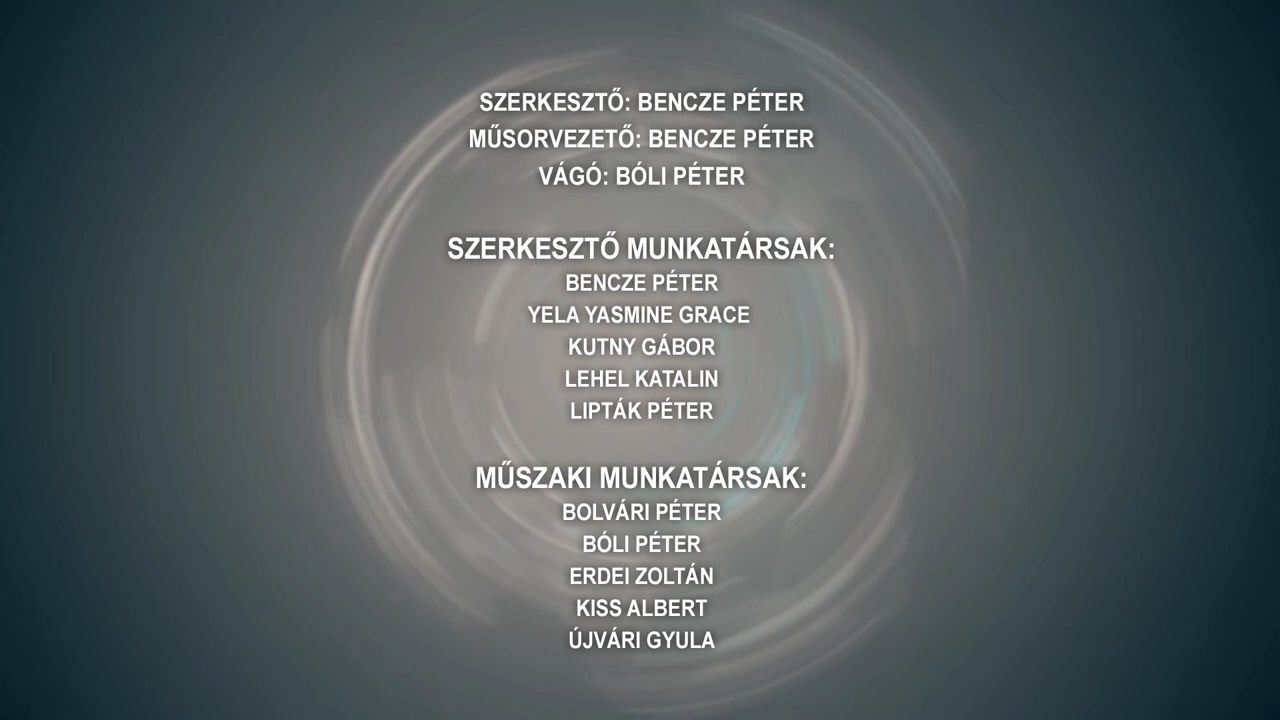 SZERKESZTŐ: BENCZE PÉTER
MŰSORVEZETŐ: BENCZE PÉTER
VÁGÓ: BÓLI PÉTER
SZERKESZTŐ MUNKATÁRSAK:
BENCZE PÉTER
YELA YASMINE GRACE
KUTNY GÁBOR
LEHEL KATALIN
LIPTÁK PÉTER
MŰSZAKI MUNKATÁRSAK:
BOLVÁRI PÉTER
BÓLI PÉTER
ERDEI ZOLTÁN
KISS ALBERT
ÚJVÁRI GYULA